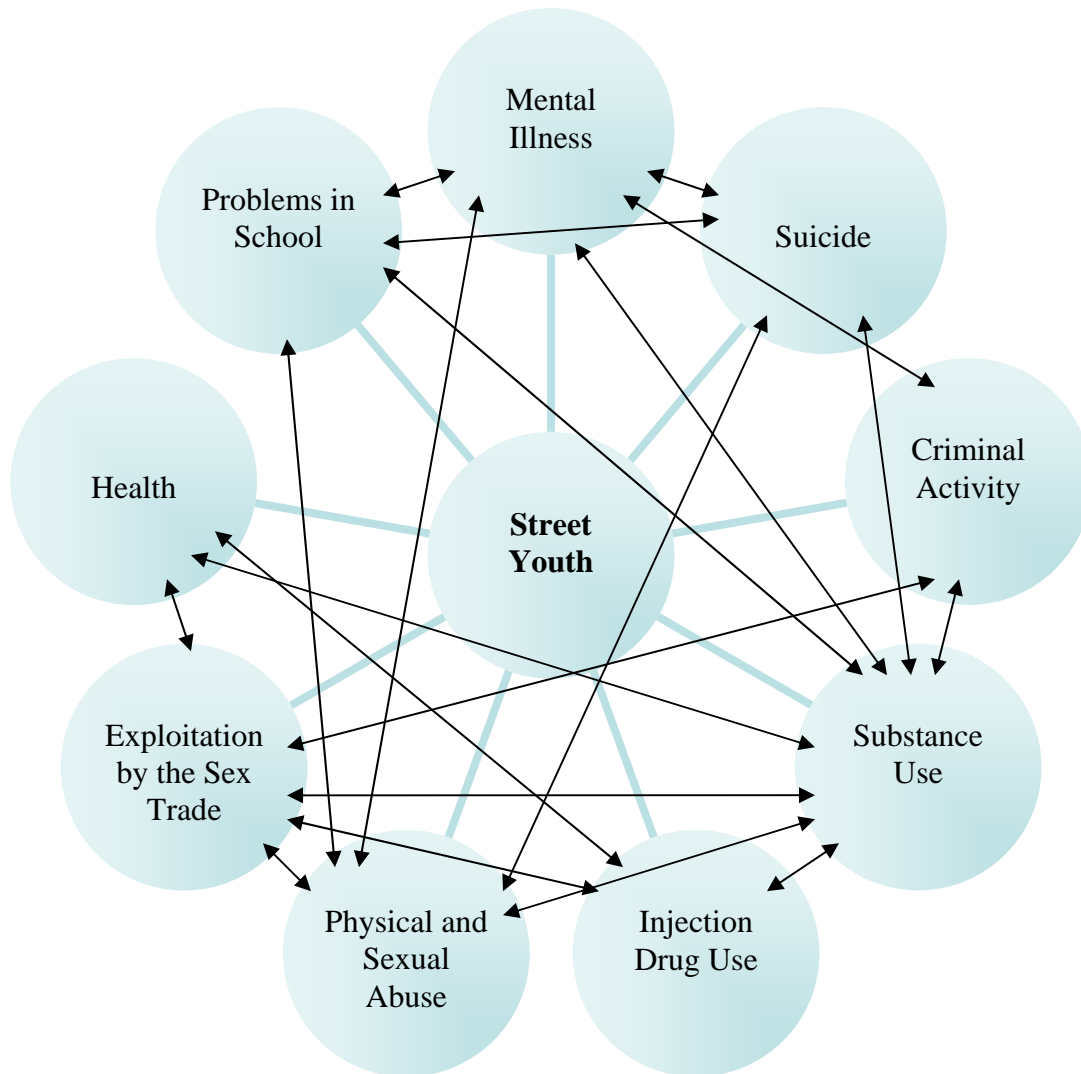 Mental
Illness
Problems in
School
Suicide
Health
Street
Youth
Criminal
Activity
Exploitation
by the Sex
Trade
Substance
Use
Physical and
Sexual
Abuse
Injection
Drug Use